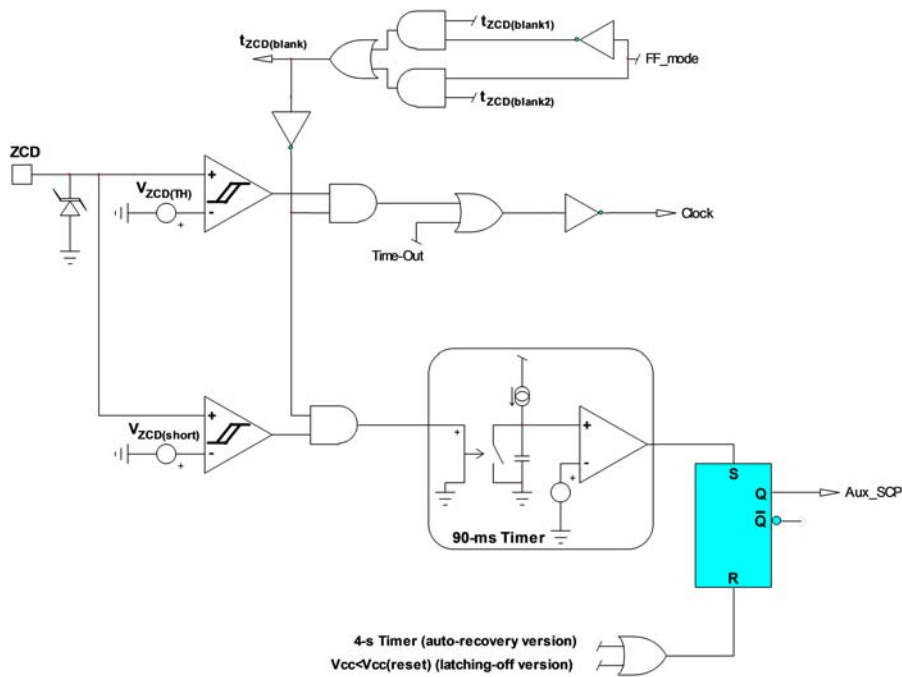 tZCD(blank1)
tZCD(blank)
FF_mode
tZCD(blank2)
ZCD
VZCD(TH)
+
-
+
Clock
Time-Out
VZCD(short)
+
-
+
+
+
-
+
90-ms Timer
S
Q
Aux_SCP
Q̅
R
4-s Timer (auto-recovery version)
Vcc<Vcc(reset) (latching-off version)